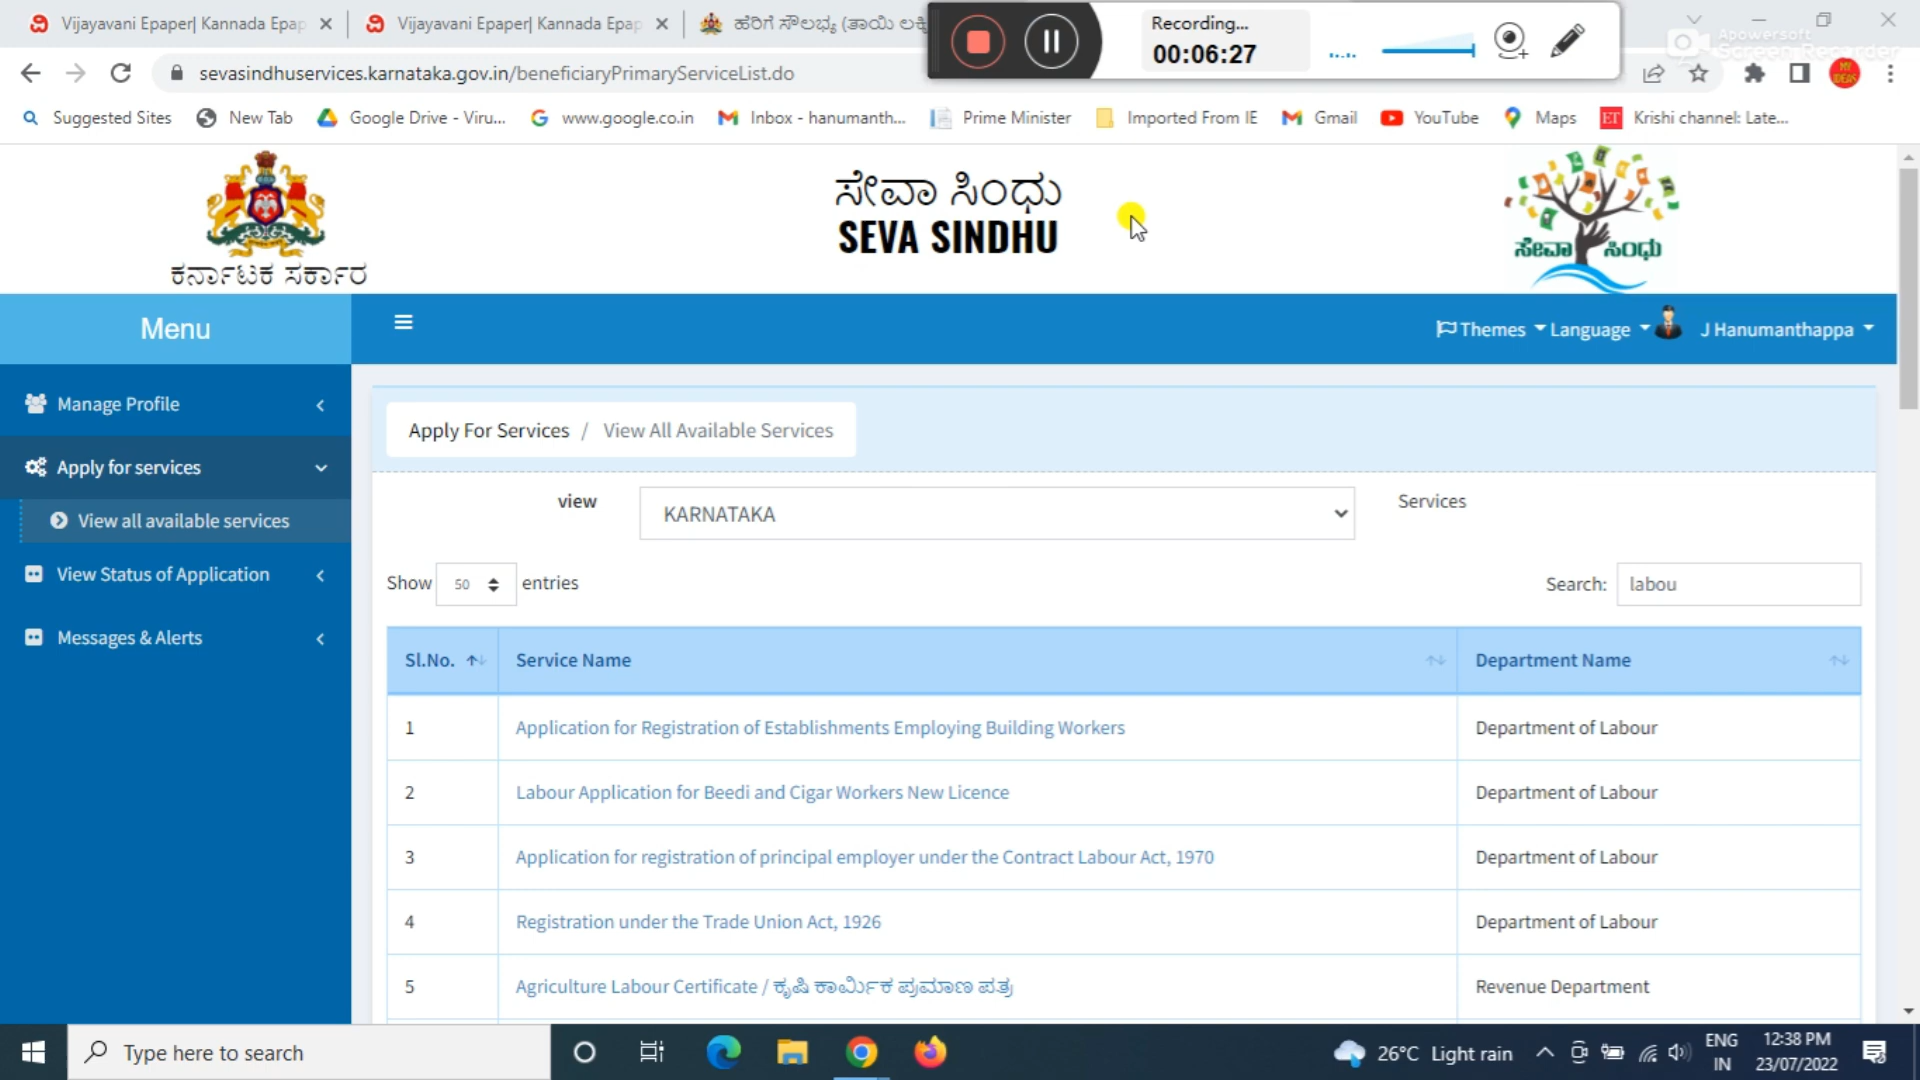 Vijayavani Epaper| Kannada Epap
Vijayavani Epaper| Kannada Epap
ಹೆರಿಗೆ ಸೌಲಭ್ಯ (ತಾಯಿ ಲಕ್ಷ
Recording...
00:06:27
Apowersoft
Screen Recorder
sevasindhuservices.karnataka.gov.in/beneficiaryPrimaryServiceList.do
MY IDEAS
Suggested Sites
New Tab
Google Drive - Viru...
www.google.co.in
Inbox - hanumanth...
Prime Minister
Imported From IE
Gmail
YouTube
Maps
ET
Krishi channel: Late...
ಕರ್ನಾಟಕ ಸರ್ಕಾರ
ಸೇವಾ ಸಿಂಧು
SEVA SINDHU
ಸೇವಾ ಸಿಂಧು
Menu
Themes
Language
J Hanumanthappa
Manage Profile
Apply for services
View all available services
View Status of Application
Messages & Alerts
Apply For Services / View All Available Services
view KARNATAKA Services
Show 50 entries
Search: labou
Sl.No. Service Name Department Name
1 Application for Registration of Establishments Employing Building Workers Department of Labour
2 Labour Application for Beedi and Cigar Workers New Licence Department of Labour
3 Application for registration of principal employer under the Contract Labour Act, 1970 Department of Labour
4 Registration under the Trade Union Act, 1926 Department of Labour
5 Agriculture Labour Certificate / ಕೃಷಿ ಕಾರ್ಮಿಕ ಪ್ರಮಾಣ ಪತ್ರ Revenue Department
Type here to search
26°C Light rain
ENG
IN
12:38 PM
23/07/2022